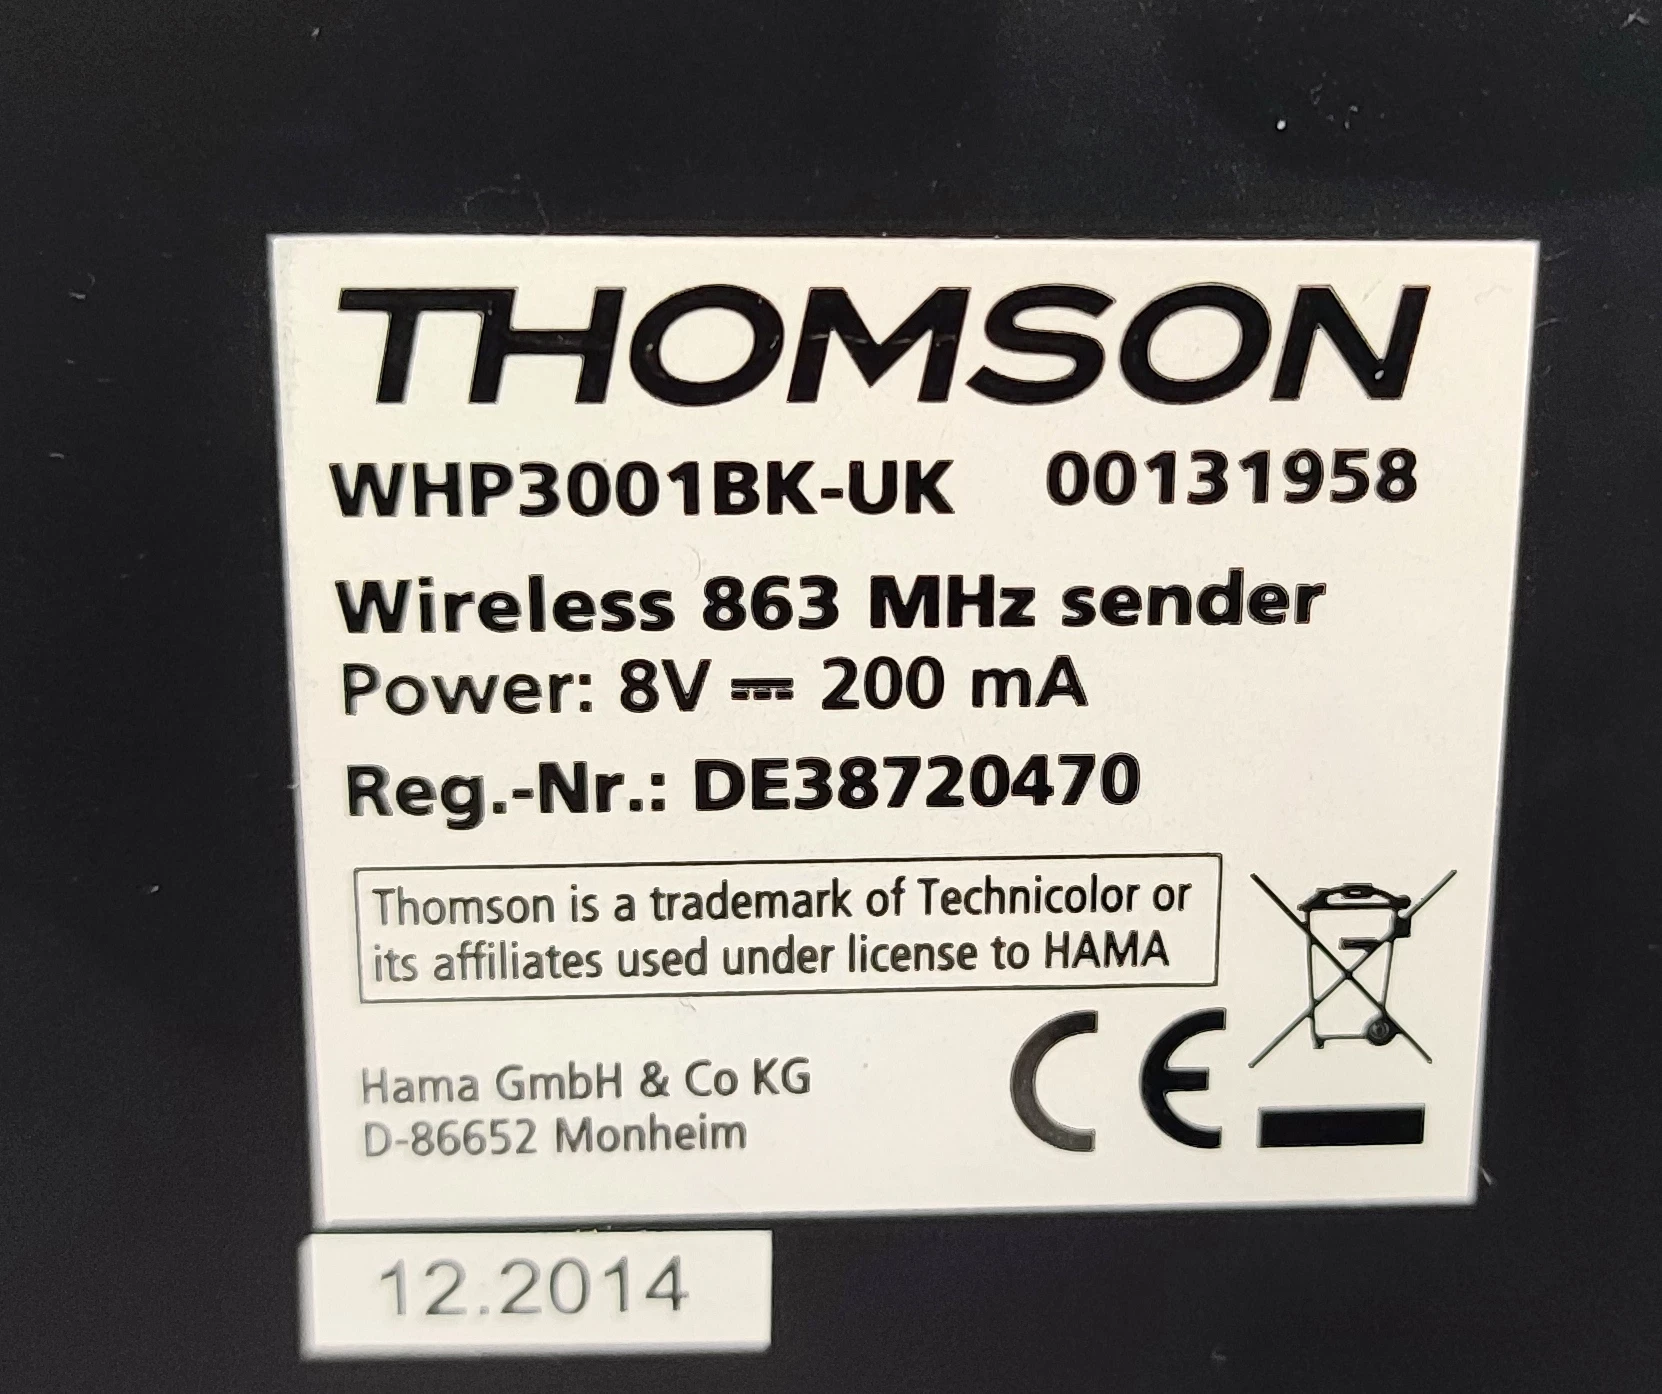 THOMSON
WHP3001BK-UK 00131958
Wireless 863 MHz sender
Power: 8V ⎓ 200 mA
Reg.-Nr.: DE38720470
Thomson is a trademark of Technicolor or
its affiliates used under license to HAMA
Hama GmbH & Co KG
D-86652 Monheim
CE
12.2014